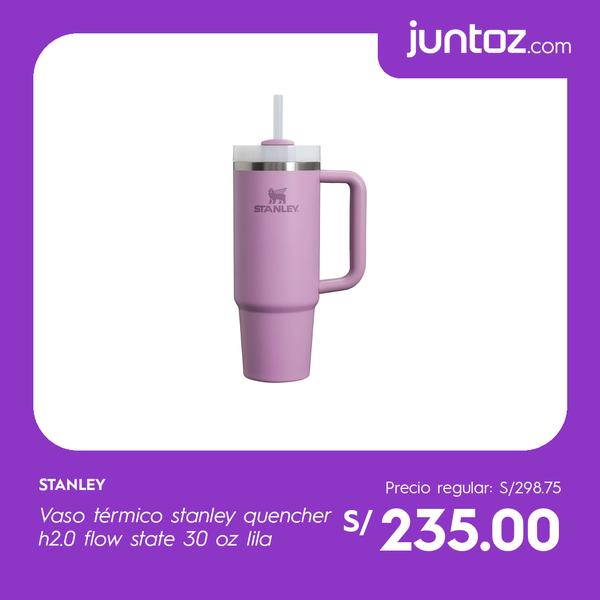 juntoz.com
STANLEY
STANLEY
Vaso térmico stanley quencher
h2.0 flow state 30 oz lila
Precio regular: S/298.75
S/ 235.00